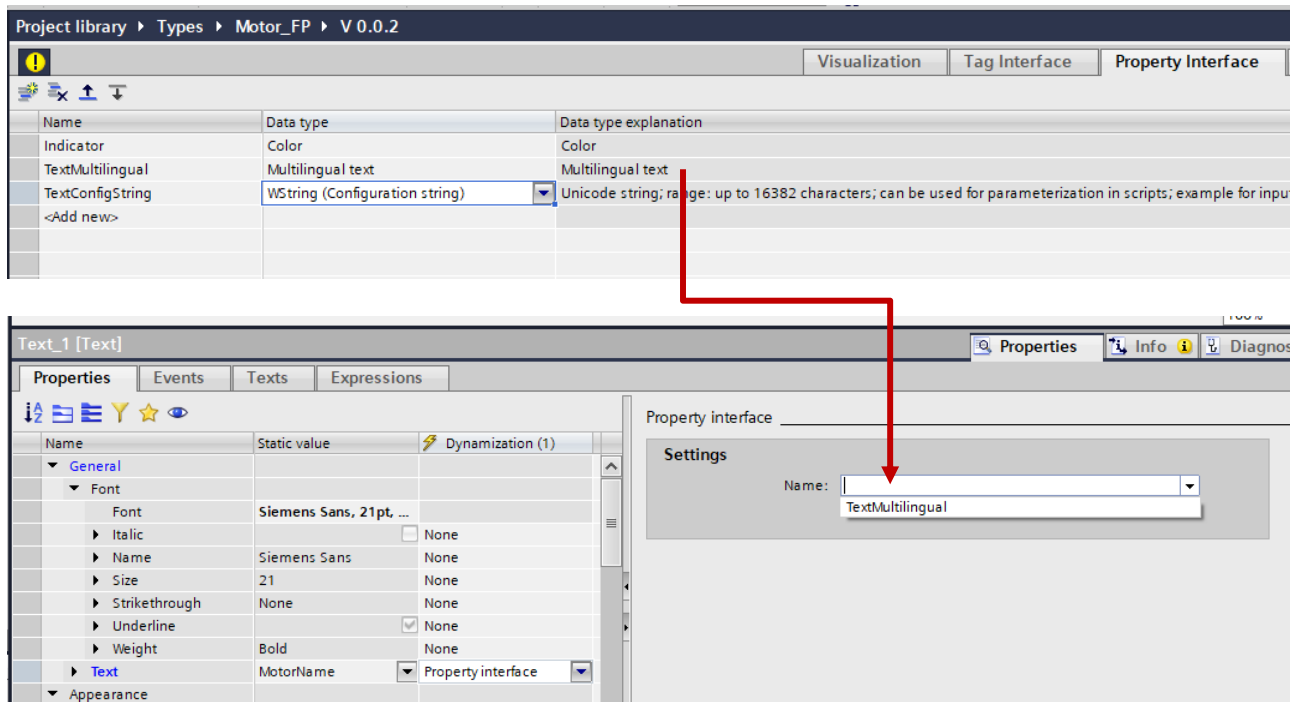 Project library ▸ Types ▸ Motor_FP ▸ V 0.0.2
Visualization Tag Interface Property Interface
Name Data type Data type explanation
Indicator Color Color
TextMultilingual Multilingual text Multilingual text
TextConfigString WString (Configuration string) Unicode string; range: up to 16382 characters; can be used for parameterization in scripts; example for inpu
<Add new>
Text_1 [Text] Properties Info Diagnos
Properties Events Texts Expressions
Property interface
Name Static value Dynamization (1)
Settings
General
Name:
Font
TextMultilingual
Font Siemens Sans, 21pt, ...
Italic None
Name Siemens Sans None
Size 21 None
Strikethrough None None
Underline None
Weight Bold None
Text MotorName Property interface
Appearance